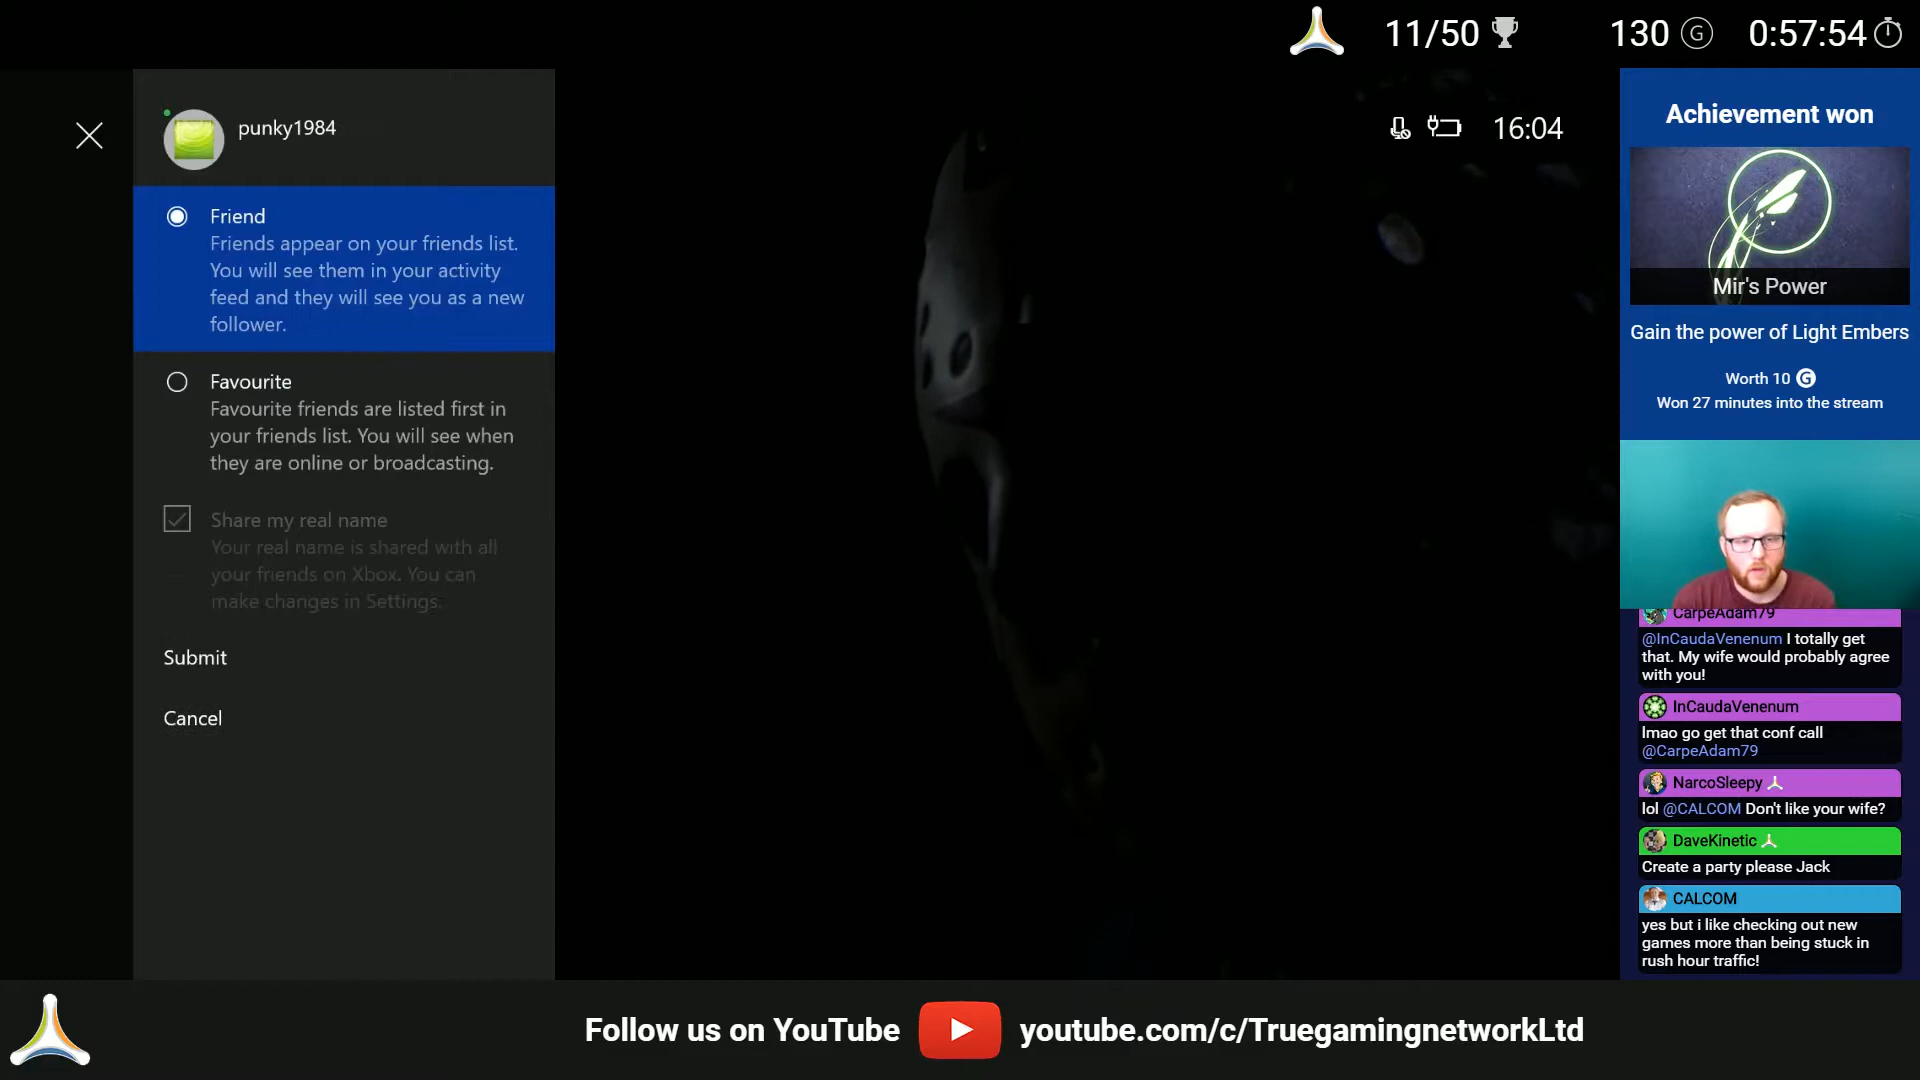 11/50
130 G
0:57:54
punky1984
16:04
Friend
Friends appear on your friends list.
You will see them in your activity
feed and they will see you as a new
follower.
Favourite
Favourite friends are listed first in
your friends list. You will see when
they are online or broadcasting.
Share my real name
Your real name is shared with all
your friends on Xbox. You can
make changes in Settings.
Submit
Cancel
Achievement won
Mir's Power
Gain the power of Light Embers
Worth 10 G
Won 27 minutes into the stream
CarpeAdam79
@InCaudaVenenum I totally get
that. My wife would probably agree
with you!
InCaudaVenenum
lmao go get that conf call
@CarpeAdam79
NarcoSleepy
lol @CALCOM Don't like your wife?
DaveKinetic
Create a party please Jack
CALCOM
yes but i like checking out new
games more than being stuck in
rush hour traffic!
Follow us on YouTube
youtube.com/c/TruegamingnetworkLtd